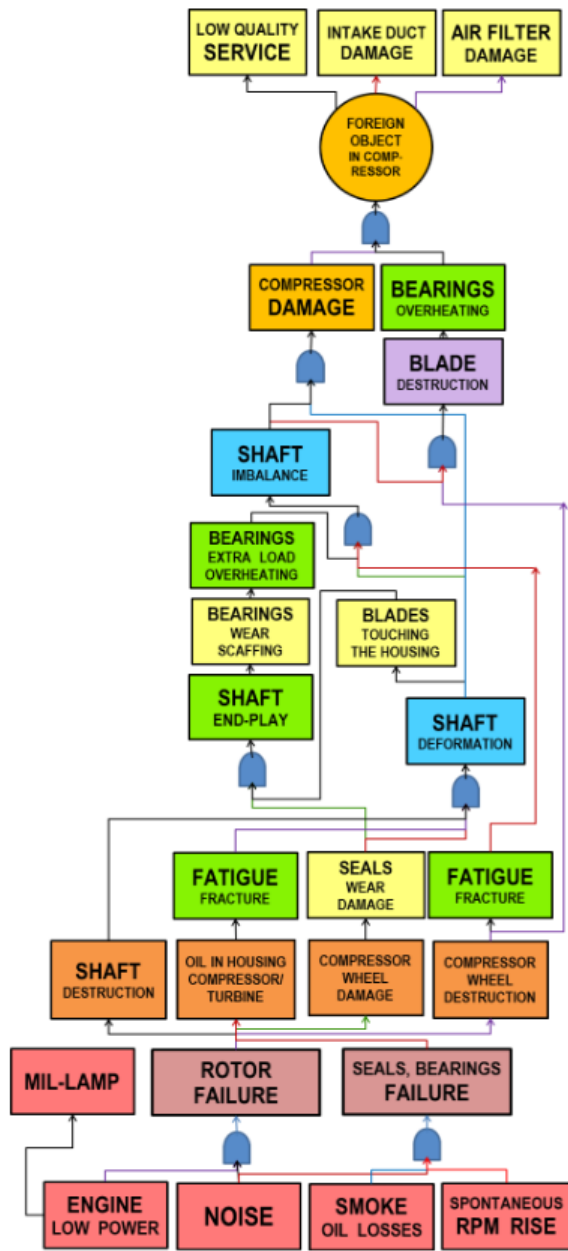 LOW QUALITY
SERVICE
INTAKE DUCT
DAMAGE
AIR FILTER
DAMAGE
FOREIGN
OBJECT
IN COMP-
RESSOR
COMPRESSOR
DAMAGE
BEARINGS
OVERHEATING
BLADE
DESTRUCTION
SHAFT
IMBALANCE
BEARINGS
EXTRA LOAD
OVERHEATING
BEARINGS
WEAR
SCAFFING
BLADES
TOUCHING
THE HOUSING
SHAFT
END-PLAY
SHAFT
DEFORMATION
FATIGUE
FRACTURE
SEALS
WEAR
DAMAGE
FATIGUE
FRACTURE
SHAFT
DESTRUCTION
OIL IN HOUSING
COMPRESSOR/
TURBINE
COMPRESSOR
WHEEL
DAMAGE
COMPRESSOR
WHEEL
DESTRUCTION
MIL-LAMP
ROTOR
FAILURE
SEALS, BEARINGS
FAILURE
ENGINE
LOW POWER
NOISE
SMOKE
OIL LOSSES
SPONTANEOUS
RPM RISE